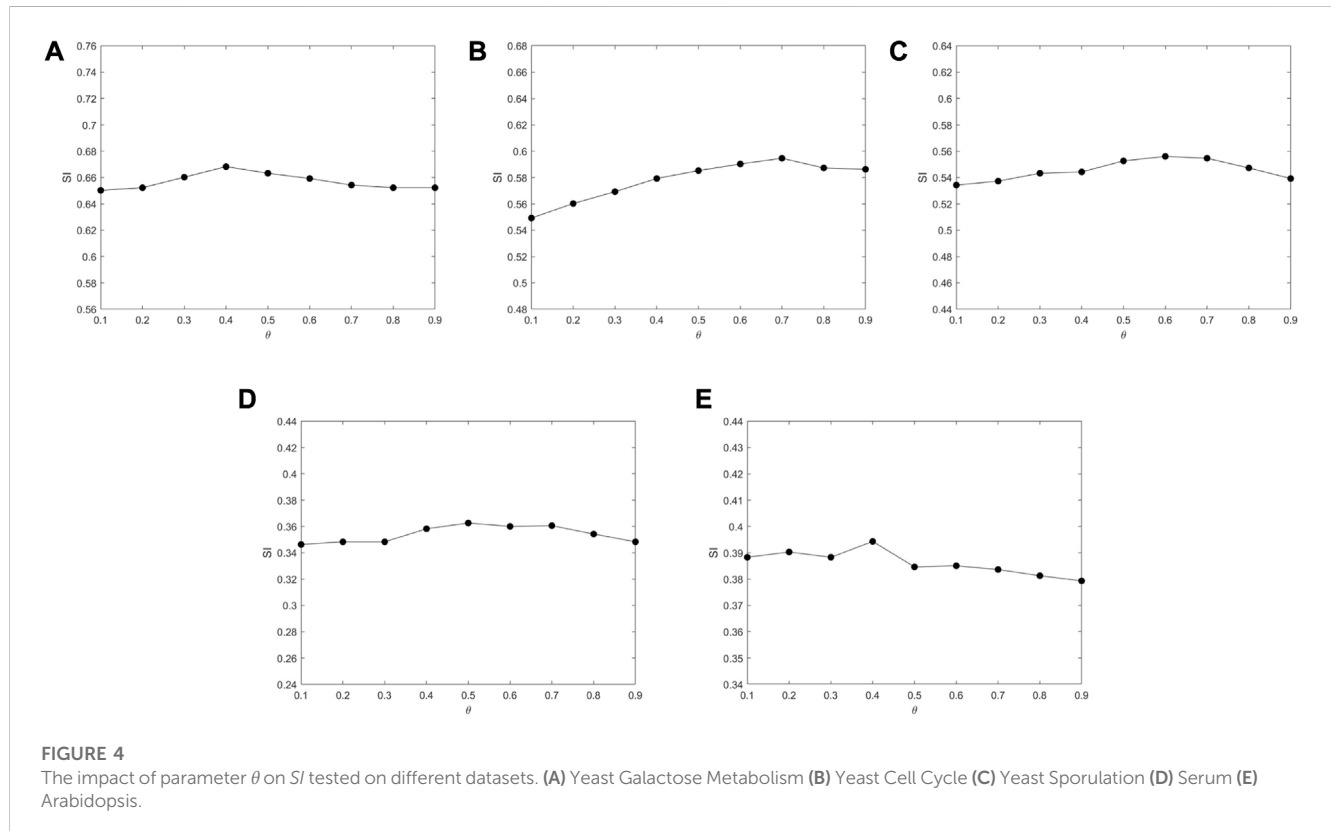 A
0.76
0.74
0.72
0.7
0.68
0.66
0.64
0.62
0.6
0.58
0.56
SI
0.1 0.2 0.3 0.4 0.5 0.6 0.7 0.8 0.9
θ
B
0.68
0.66
0.64
0.62
0.6
0.58
0.56
0.54
0.52
0.5
0.48
SI
0.1 0.2 0.3 0.4 0.5 0.6 0.7 0.8 0.9
θ
C
0.64
0.62
0.6
0.58
0.56
0.54
0.52
0.5
0.48
0.46
0.44
SI
0.1 0.2 0.3 0.4 0.5 0.6 0.7 0.8 0.9
θ
D
0.44
0.42
0.4
0.38
0.36
0.34
0.32
0.3
0.28
0.26
0.24
SI
0.1 0.2 0.3 0.4 0.5 0.6 0.7 0.8 0.9
θ
E
0.44
0.43
0.42
0.41
0.4
0.39
0.38
0.37
0.36
0.35
0.34
SI
0.1 0.2 0.3 0.4 0.5 0.6 0.7 0.8 0.9
θ
FIGURE 4
The impact of parameter θ on SI tested on different datasets. (A) Yeast Galactose Metabolism (B) Yeast Cell Cycle (C) Yeast Sporulation (D) Serum (E)
Arabidopsis.